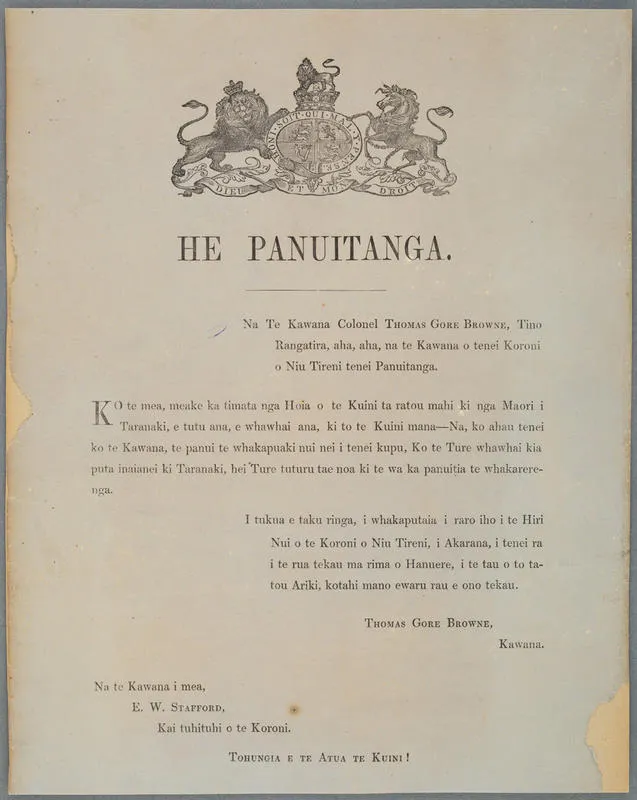 HONI·SOIT·QUI·MAL·Y·PENSE
DIEU ET MON DROIT
HE PANUITANGA.
Na Te Kawana Colonel THOMAS GORE BROWNE, Tino
Rangatira, aha, aha, na te Kawana o tenei Koroni
o Niu Tireni tenei Panuitanga.
KO te mea, meake ka timata nga Hoia o te Kuini ta ratou mahi ki nga Maori i
Taranaki, e tutu ana, e whawhai ana, ki to te Kuini mana—Na, ko ahau tenei
ko te Kawana, te panui te whakapuaki nui nei i tenei kupu, Ko te Ture whawhai kia
puta inaianei ki Taranaki, hei Ture tuturu tae noa ki te wa ka panuitia te whakarere-
nga.
I tukua e taku ringa, i whakaputaia i raro iho i te Hiri
Nui o te Koroni o Niu Tireni, i Akarana, i tenei ra
i te rua tekau ma rima o Hanuere, i te tau o to ta-
tou Ariki, kotahi mano ewaru rau e ono tekau.
THOMAS GORE BROWNE,
Kawana.
Na te Kawana i mea,
E. W. STAFFORD,
Kai tuhituhi o te Koroni.
TOHUNGIA E TE ATUA TE KUINI!